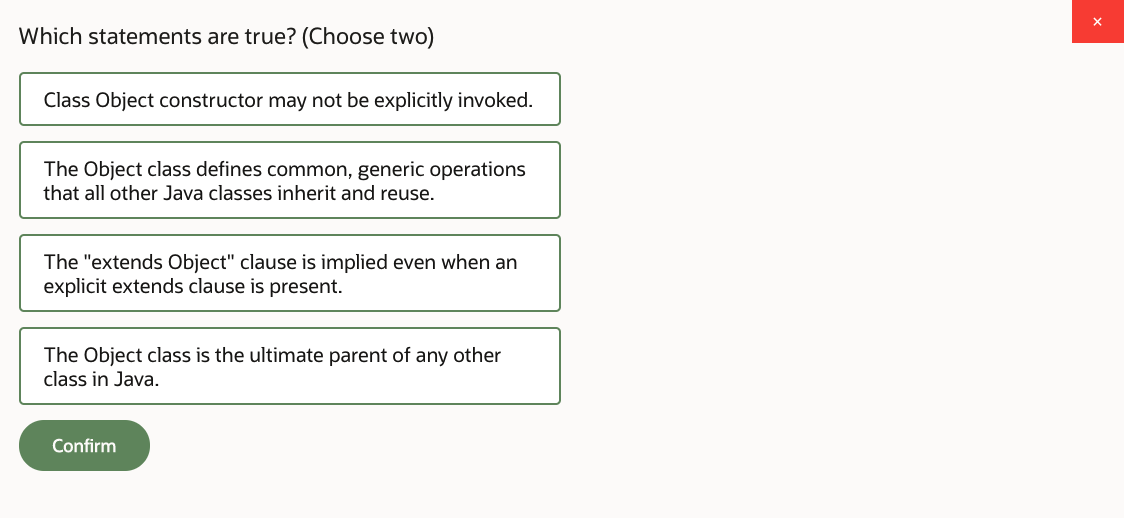 Which statements are true? (Choose two)
×
Class Object constructor may not be explicitly invoked.
The Object class defines common, generic operations
that all other Java classes inherit and reuse.
The "extends Object" clause is implied even when an
explicit extends clause is present.
The Object class is the ultimate parent of any other
class in Java.
Confirm